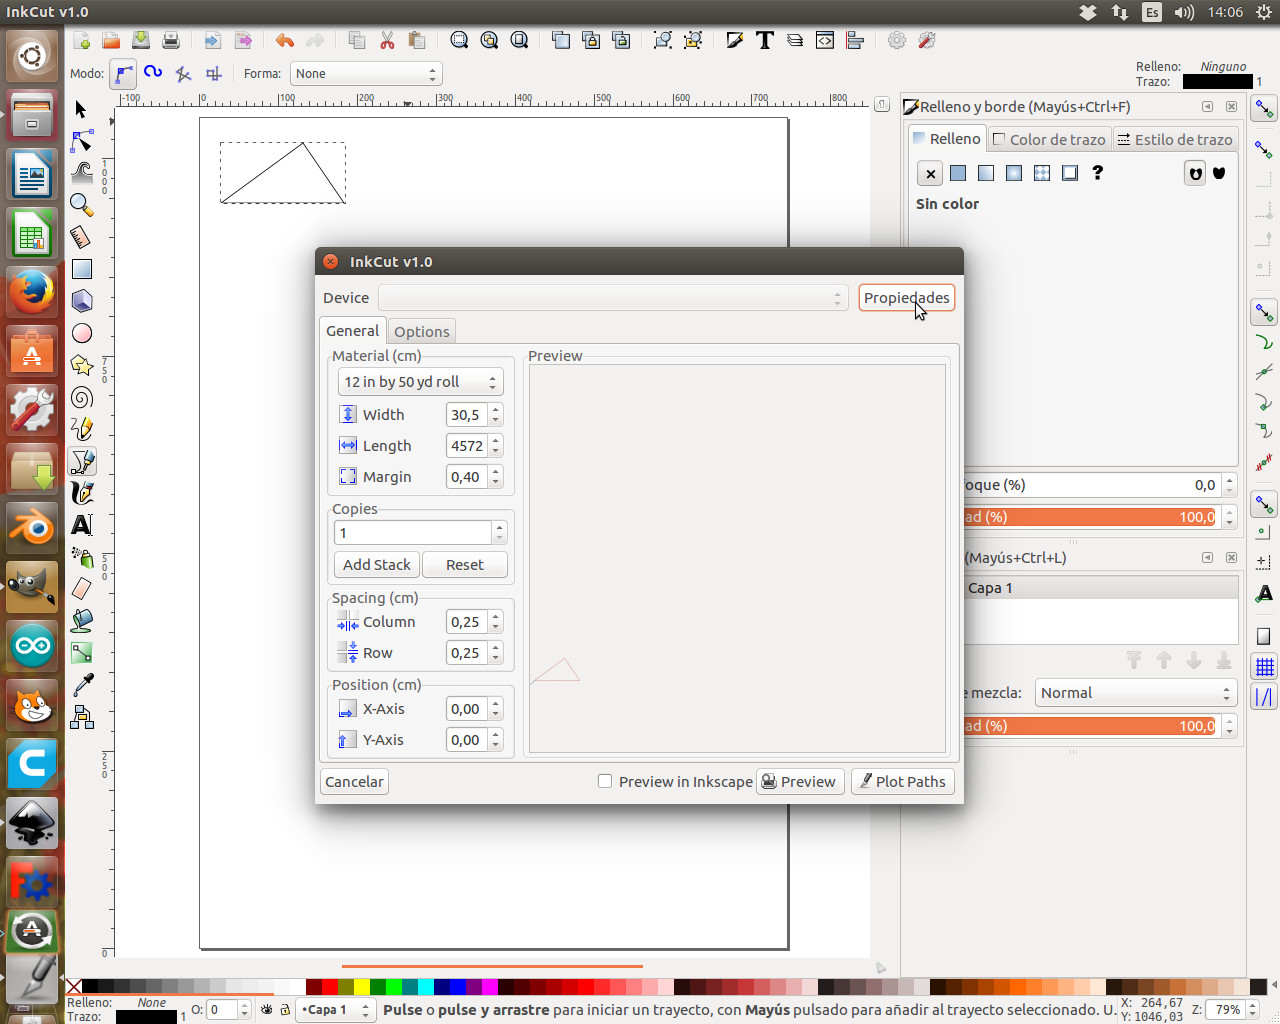 InkCut v1.0
Es
14:06
Modo:
Forma:
None
Relleno: Ninguno
Trazo: 1
-100 0 100 200 300 400 500 600 700 800
1000
750
500
250
0
Relleno y borde (Mayús+Ctrl+F)
Relleno
Color de trazo
Estilo de trazo
?
Sin color
InkCut v1.0
Device
Propiedades
General
Options
Material (cm)
Preview
12 in by 50 yd roll
Width 30,5
Length 4572
Margin 0,40
Copies
1
Add Stack
Reset
Spacing (cm)
Column 0,25
Row 0,25
Position (cm)
X-Axis 0,00
Y-Axis 0,00
Cancelar
Preview in Inkscape
Preview
Plot Paths
oque (%) 0,0
ad (%) 100,0
(Mayús+Ctrl+L)
Capa 1
e mezcla: Normal
ad (%) 100,0
Relleno: None
Trazo: 1
O: 0
•Capa 1
Pulse o pulse y arrastre para iniciar un trayecto, con Mayús pulsado para añadir al trayecto seleccionado. U.
X: 264,67
Y: 1046,03
Z: 79%